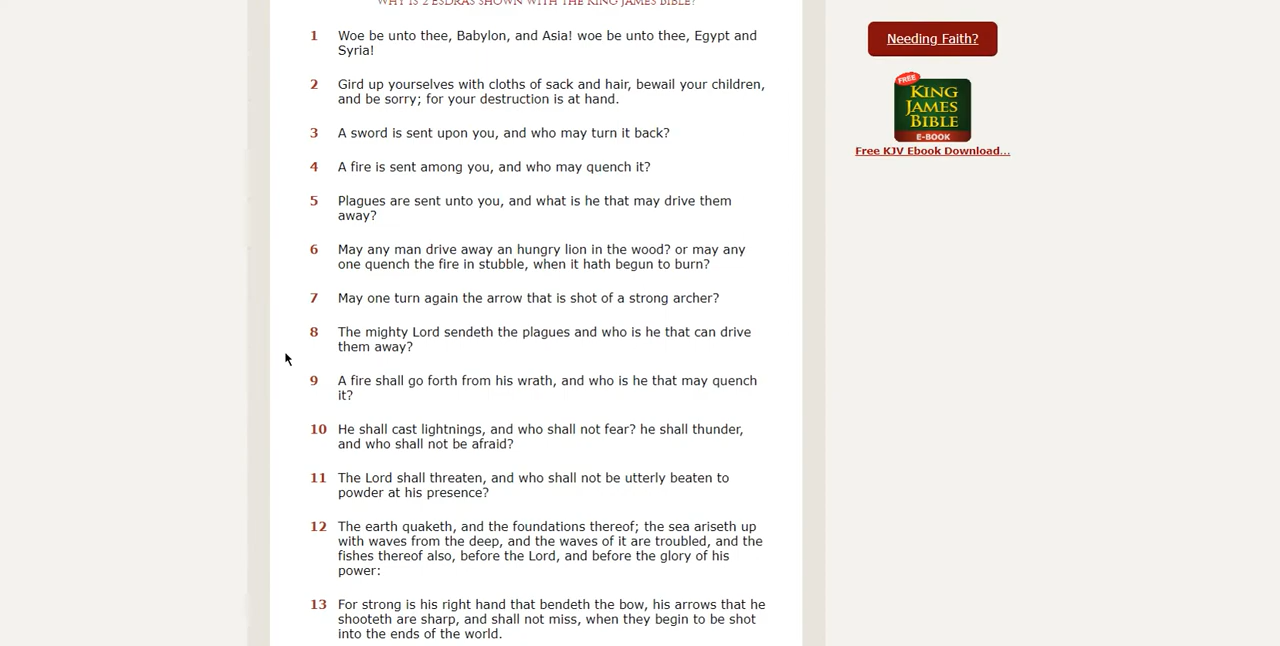 WHY IS 2 ESDRAS SHOWN WITH THE KING JAMES BIBLE?
1 Woe be unto thee, Babylon, and Asia! woe be unto thee, Egypt and
Syria!
2 Gird up yourselves with cloths of sack and hair, bewail your children,
and be sorry; for your destruction is at hand.
3 A sword is sent upon you, and who may turn it back?
4 A fire is sent among you, and who may quench it?
5 Plagues are sent unto you, and what is he that may drive them
away?
6 May any man drive away an hungry lion in the wood? or may any
one quench the fire in stubble, when it hath begun to burn?
7 May one turn again the arrow that is shot of a strong archer?
8 The mighty Lord sendeth the plagues and who is he that can drive
them away?
9 A fire shall go forth from his wrath, and who is he that may quench
it?
10 He shall cast lightnings, and who shall not fear? he shall thunder,
and who shall not be afraid?
11 The Lord shall threaten, and who shall not be utterly beaten to
powder at his presence?
12 The earth quaketh, and the foundations thereof; the sea ariseth up
with waves from the deep, and the waves of it are troubled, and the
fishes thereof also, before the Lord, and before the glory of his
power:
13 For strong is his right hand that bendeth the bow, his arrows that he
shooteth are sharp, and shall not miss, when they begin to be shot
into the ends of the world.
Needing Faith?
FREE
KING
JAMES
BIBLE
E-BOOK
Free KJV Ebook Download...